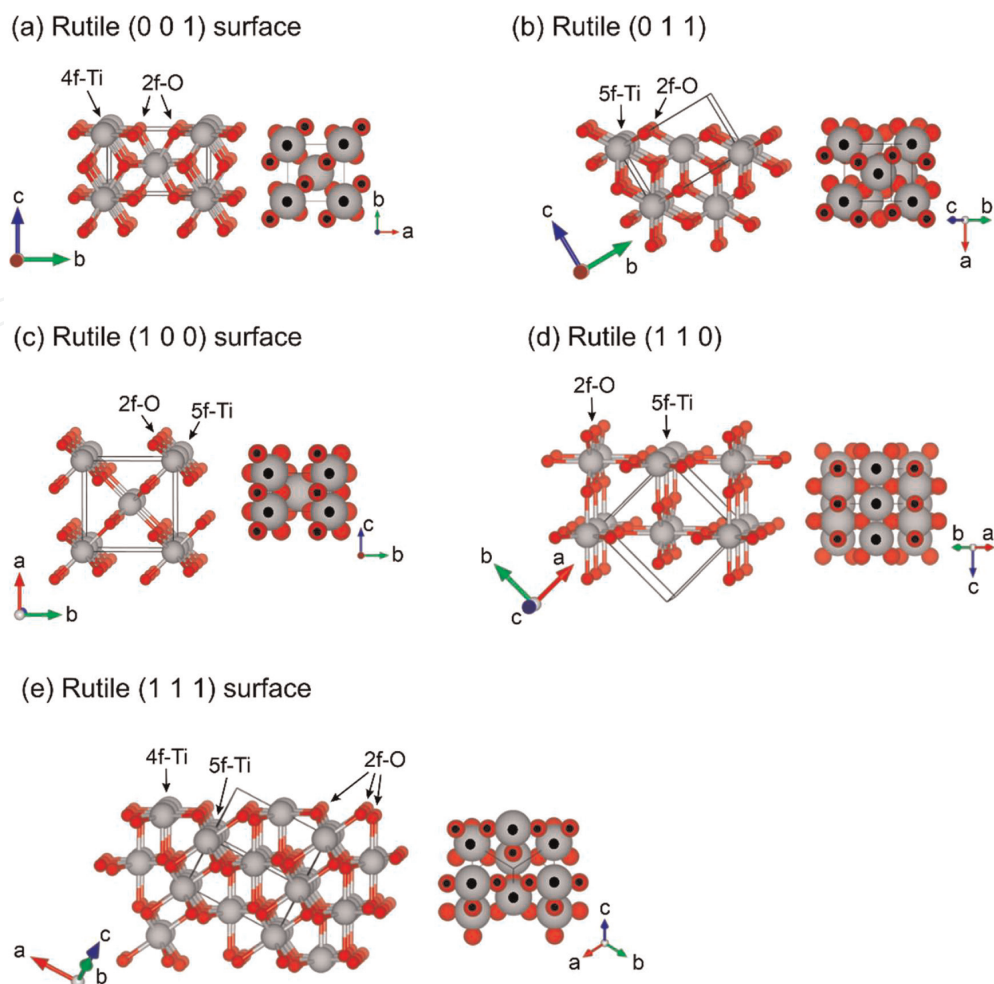 (a) Rutile (0 0 1) surface
4f-Ti
2f-O
c
b
b
a
(b) Rutile (0 1 1)
5f-Ti
2f-O
c
b
c
b
a
(c) Rutile (1 0 0) surface
2f-O
5f-Ti
a
b
c
b
(d) Rutile (1 1 0)
2f-O
5f-Ti
b
a
c
b
a
c
(e) Rutile (1 1 1) surface
4f-Ti
5f-Ti
2f-O
a
c
b
c
a
b